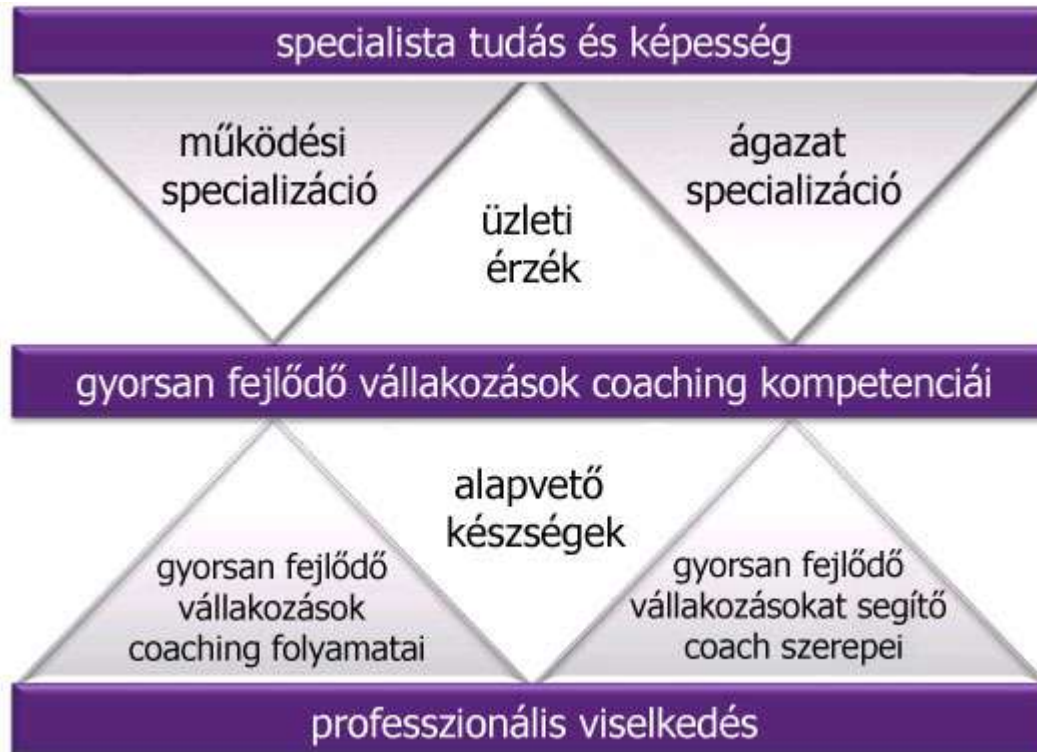 specialista tudás és képesség
működési
specializáció
üzleti
érzék
ágazat
specializáció
gyorsan fejlődő vállakozások coaching kompetenciái
alapvető
készségek
gyorsan fejlődő
vállakozások
coaching folyamatai
gyorsan fejlődő
vállakozásokat segítő
coach szerepei
professzionális viselkedés